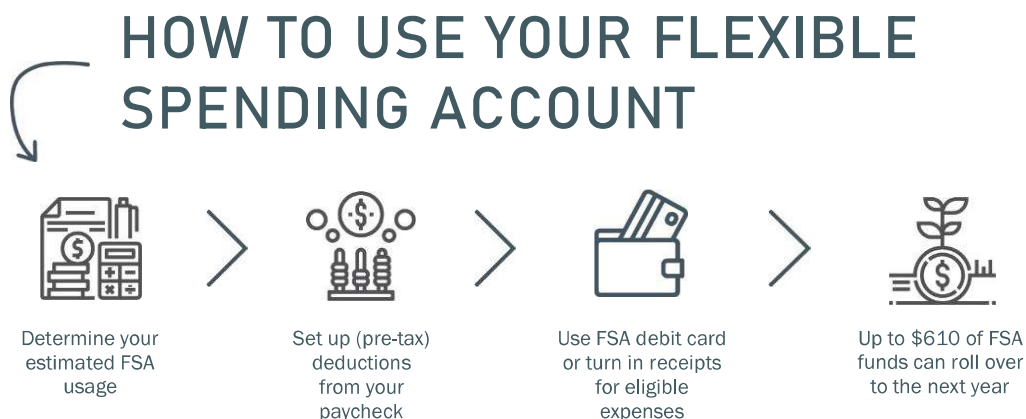 HOW TO USE YOUR FLEXIBLE
SPENDING ACCOUNT
Determine your
estimated FSA
usage
Set up (pre-tax)
deductions
from your
paycheck
Use FSA debit card
or turn in receipts
for eligible
expenses
Up to $610 of FSA
funds can roll over
to the next year